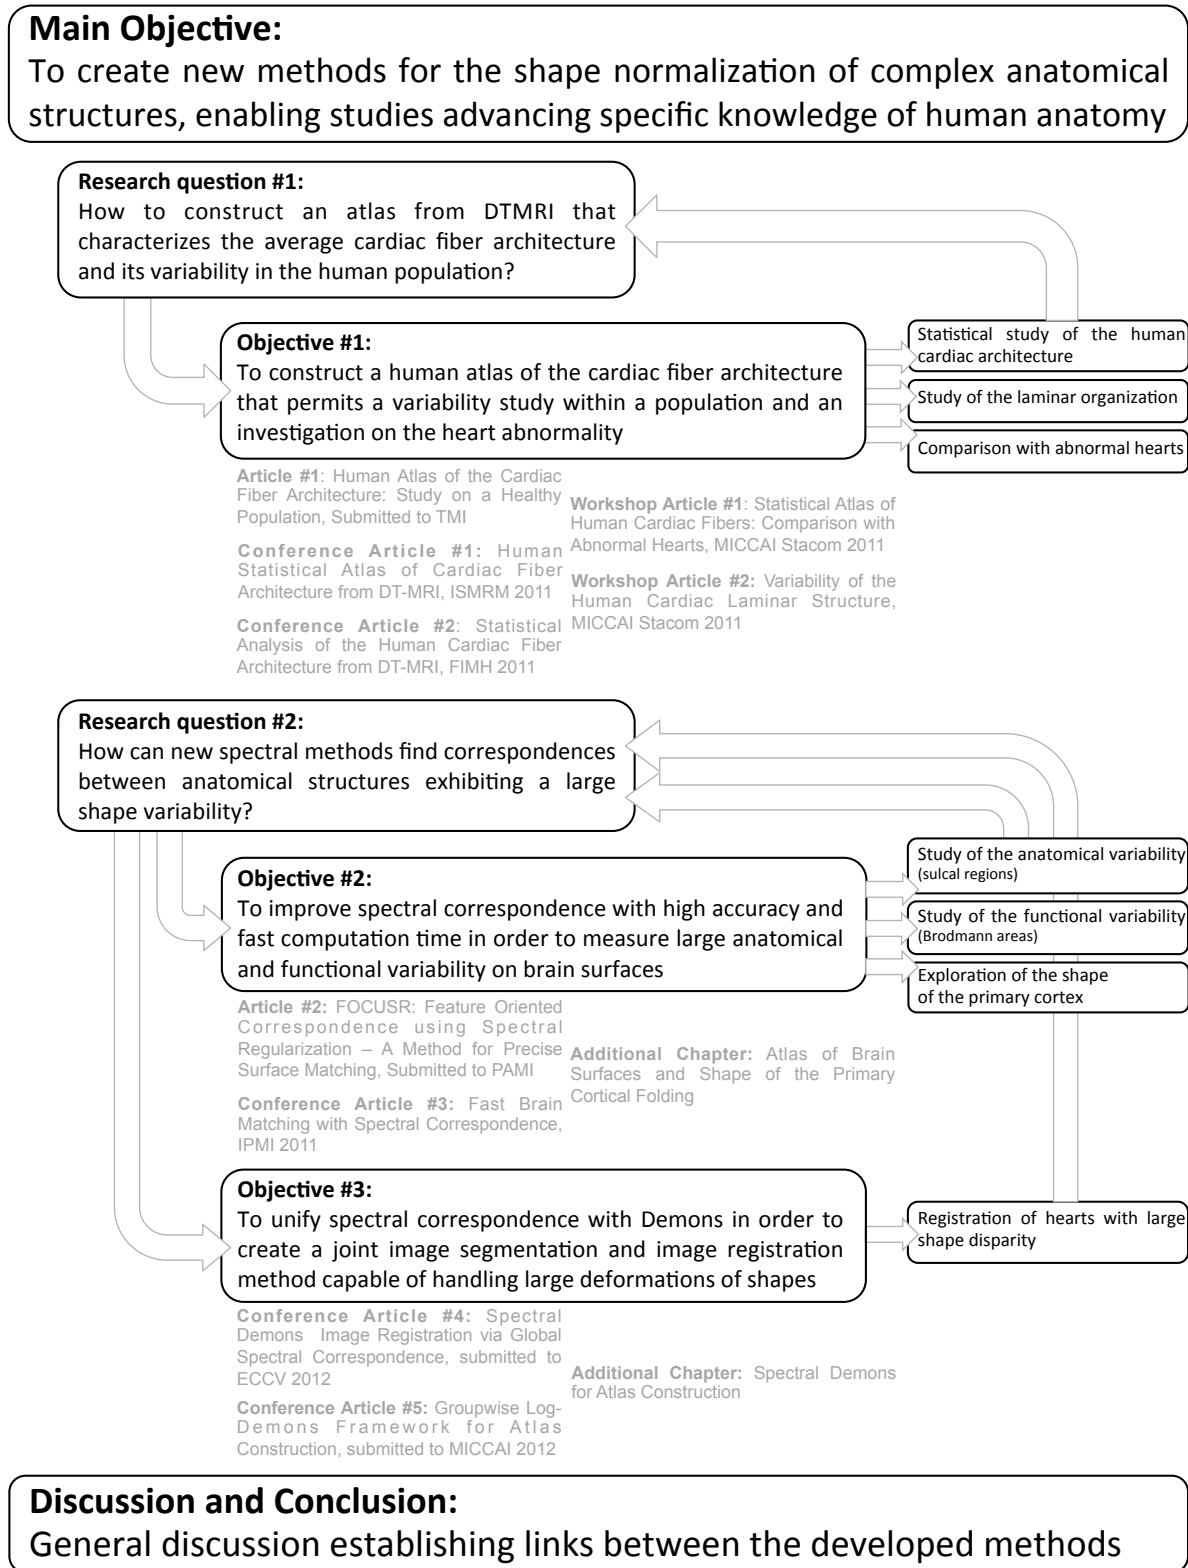 Main Objective:
To create new methods for the shape normalization of complex anatomical
structures, enabling studies advancing specific knowledge of human anatomy
Research question #1:
How to construct an atlas from DTMRI that
characterizes the average cardiac fiber architecture
and its variability in the human population?
Objective #1:
To construct a human atlas of the cardiac fiber architecture
that permits a variability study within a population and an
investigation on the heart abnormality
Statistical study of the human
cardiac architecture
Study of the laminar organization
Comparison with abnormal hearts
Article #1: Human Atlas of the Cardiac
Fiber Architecture: Study on a Healthy
Population, Submitted to TMI
Conference Article #1: Human
Statistical Atlas of Cardiac Fiber
Architecture from DT-MRI, ISMRM 2011
Conference Article #2: Statistical
Analysis of the Human Cardiac Fiber
Architecture from DT-MRI, FIMH 2011
Workshop Article #1: Statistical Atlas of
Human Cardiac Fibers: Comparison with
Abnormal Hearts, MICCAI Stacom 2011
Workshop Article #2: Variability of the
Human Cardiac Laminar Structure,
MICCAI Stacom 2011
Research question #2:
How can new spectral methods find correspondences
between anatomical structures exhibiting a large
shape variability?
Objective #2:
To improve spectral correspondence with high accuracy and
fast computation time in order to measure large anatomical
and functional variability on brain surfaces
Study of the anatomical variability
(sulcal regions)
Study of the functional variability
(Brodmann areas)
Exploration of the shape
of the primary cortex
Article #2: FOCUSR: Feature Oriented
Correspondence using Spectral
Regularization – A Method for Precise
Surface Matching, Submitted to PAMI
Conference Article #3: Fast Brain
Matching with Spectral Correspondence,
IPMI 2011
Additional Chapter: Atlas of Brain
Surfaces and Shape of the Primary
Cortical Folding
Objective #3:
To unify spectral correspondence with Demons in order to
create a joint image segmentation and image registration
method capable of handling large deformations of shapes
Registration of hearts with large
shape disparity
Conference Article #4: Spectral
Demons Image Registration via Global
Spectral Correspondence, submitted to
ECCV 2012
Conference Article #5: Groupwise Log-
Demons Framework for Atlas
Construction, submitted to MICCAI 2012
Additional Chapter: Spectral Demons
for Atlas Construction
Discussion and Conclusion:
General discussion establishing links between the developed methods